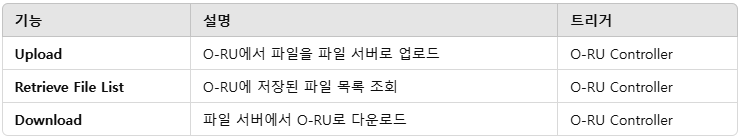 기능 설명 트리거
Upload O-RU에서 파일을 파일 서버로 업로드 O-RU Controller
Retrieve File List O-RU에 저장된 파일 목록 조회 O-RU Controller
Download 파일 서버에서 O-RU로 다운로드 O-RU Controller